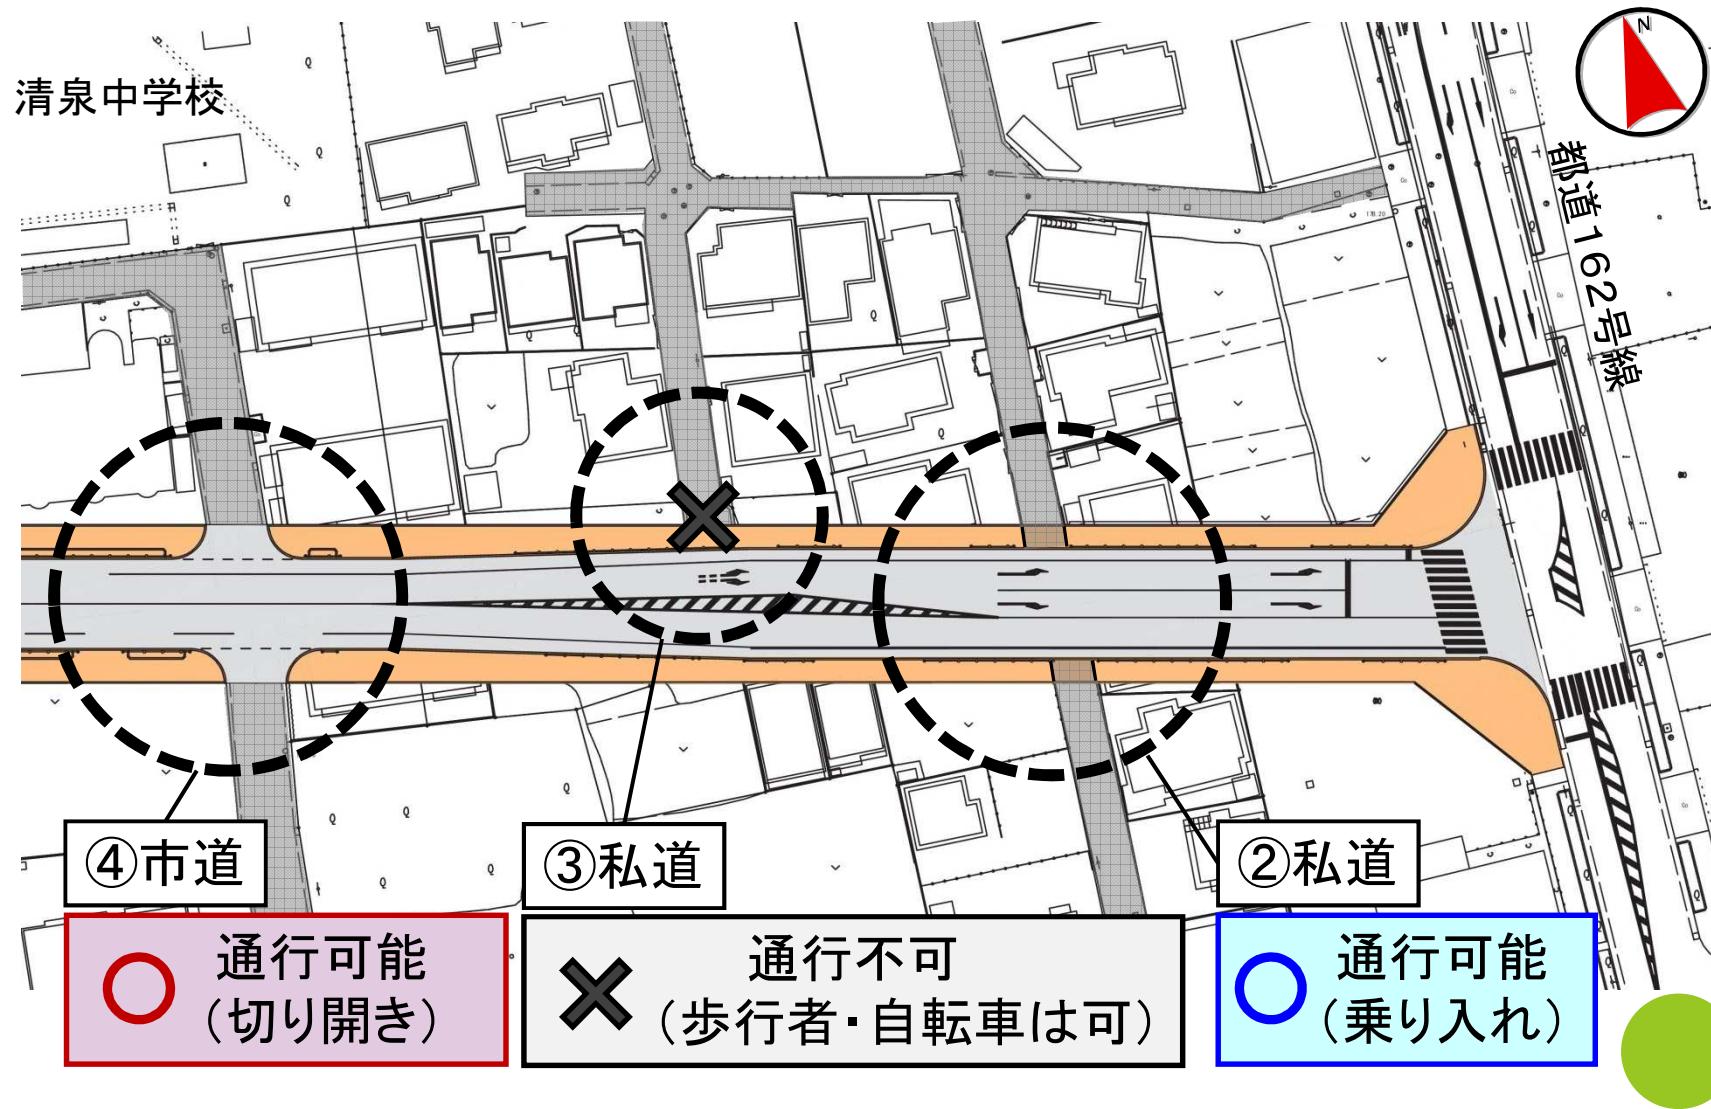 N
清泉中学校
都道162号線
178.20
④市道
③私道
②私道
通行可能
（切り開き）
通行不可
（歩行者・自転車は可）
通行可能
（乗り入れ）